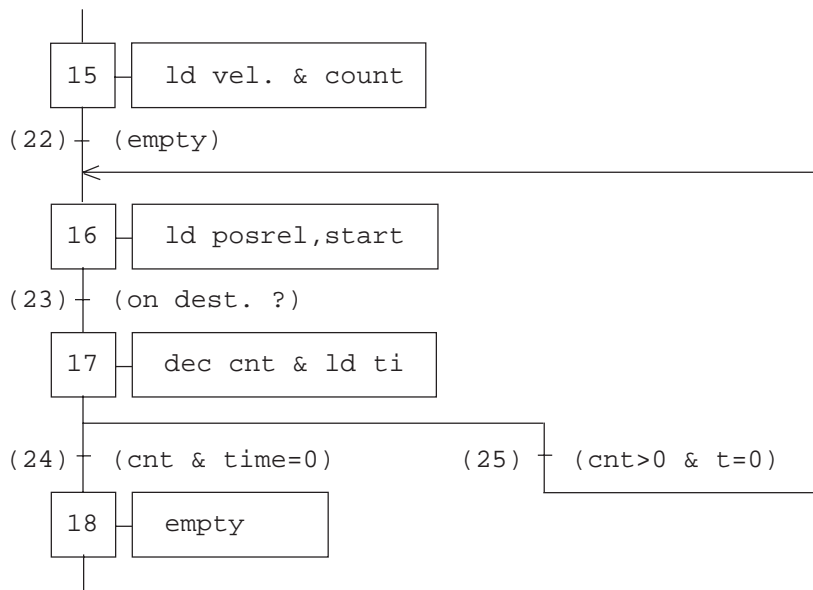 15 ld vel. & count
(22) (empty)
16 ld posrel,start
(23) (on dest. ?)
17 dec cnt & ld ti
(24) (cnt & time=0) (25) (cnt>0 & t=0)
18 empty